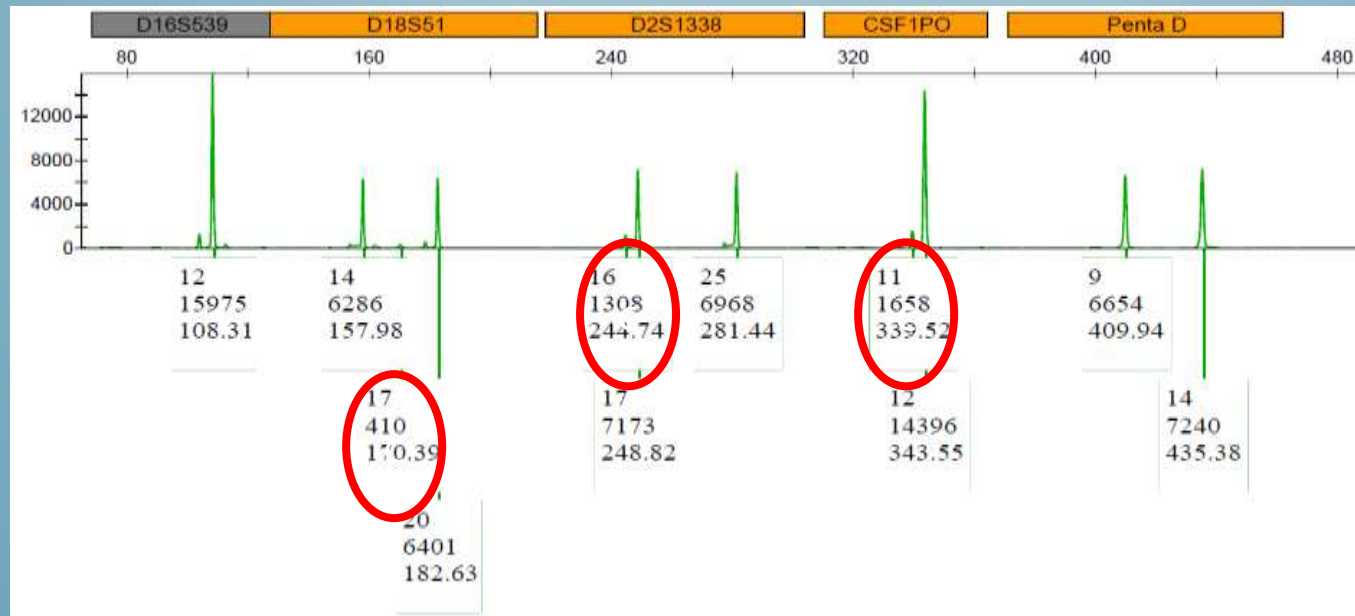 D16S539 D18S51 D2S1338 CSF1PO Penta D
80 160 240 320 400 480
12000
8000
4000
0
12 14 16 25 11 9
15975 6286 1308 6968 1658 6654
108.31 157.98 244.74 281.44 339.52 409.94
17 17 12 14
410 7173 14396 7240
170.39 248.82 343.55 435.38
20
6401
182.63